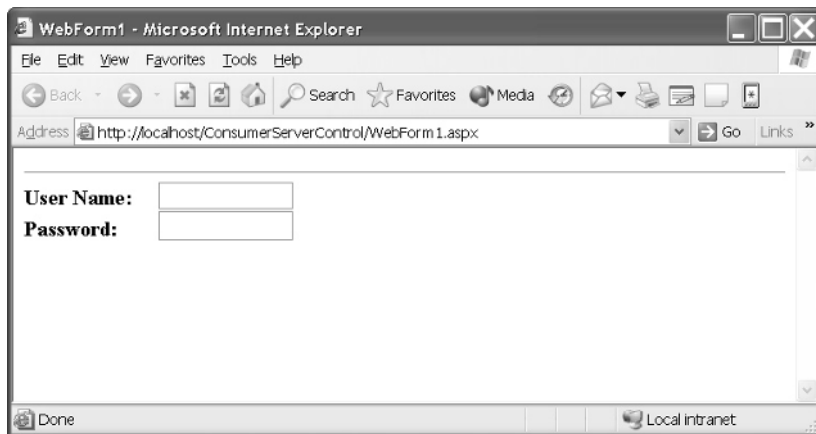 WebForm1 - Microsoft Internet Explorer
File Edit View Favorites Tools Help
Back Search Favorites Media
Address http://localhost/ConsumerServerControl/WebForm1.aspx Go Links »
User Name:
Password:
Done Local intranet